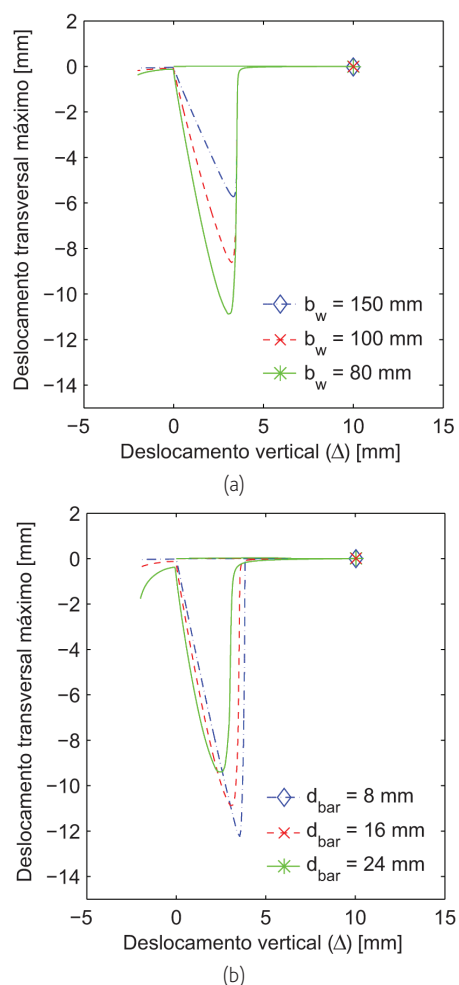 2
0
−2
−4
−6
−8
−10
−12
−14
Deslocamento transversal máximo [mm]
b_w = 150 mm
b_w = 100 mm
b_w = 80 mm
−5 0 5 10 15
Deslocamento vertical (Δ) [mm]
(a)
2
0
−2
−4
−6
−8
−10
−12
−14
−15
Deslocamento transversal máximo [mm]
d_bar = 8 mm
d_bar = 16 mm
d_bar = 24 mm
−5 0 5 10 15
Deslocamento vertical (Δ) [mm]
(b)